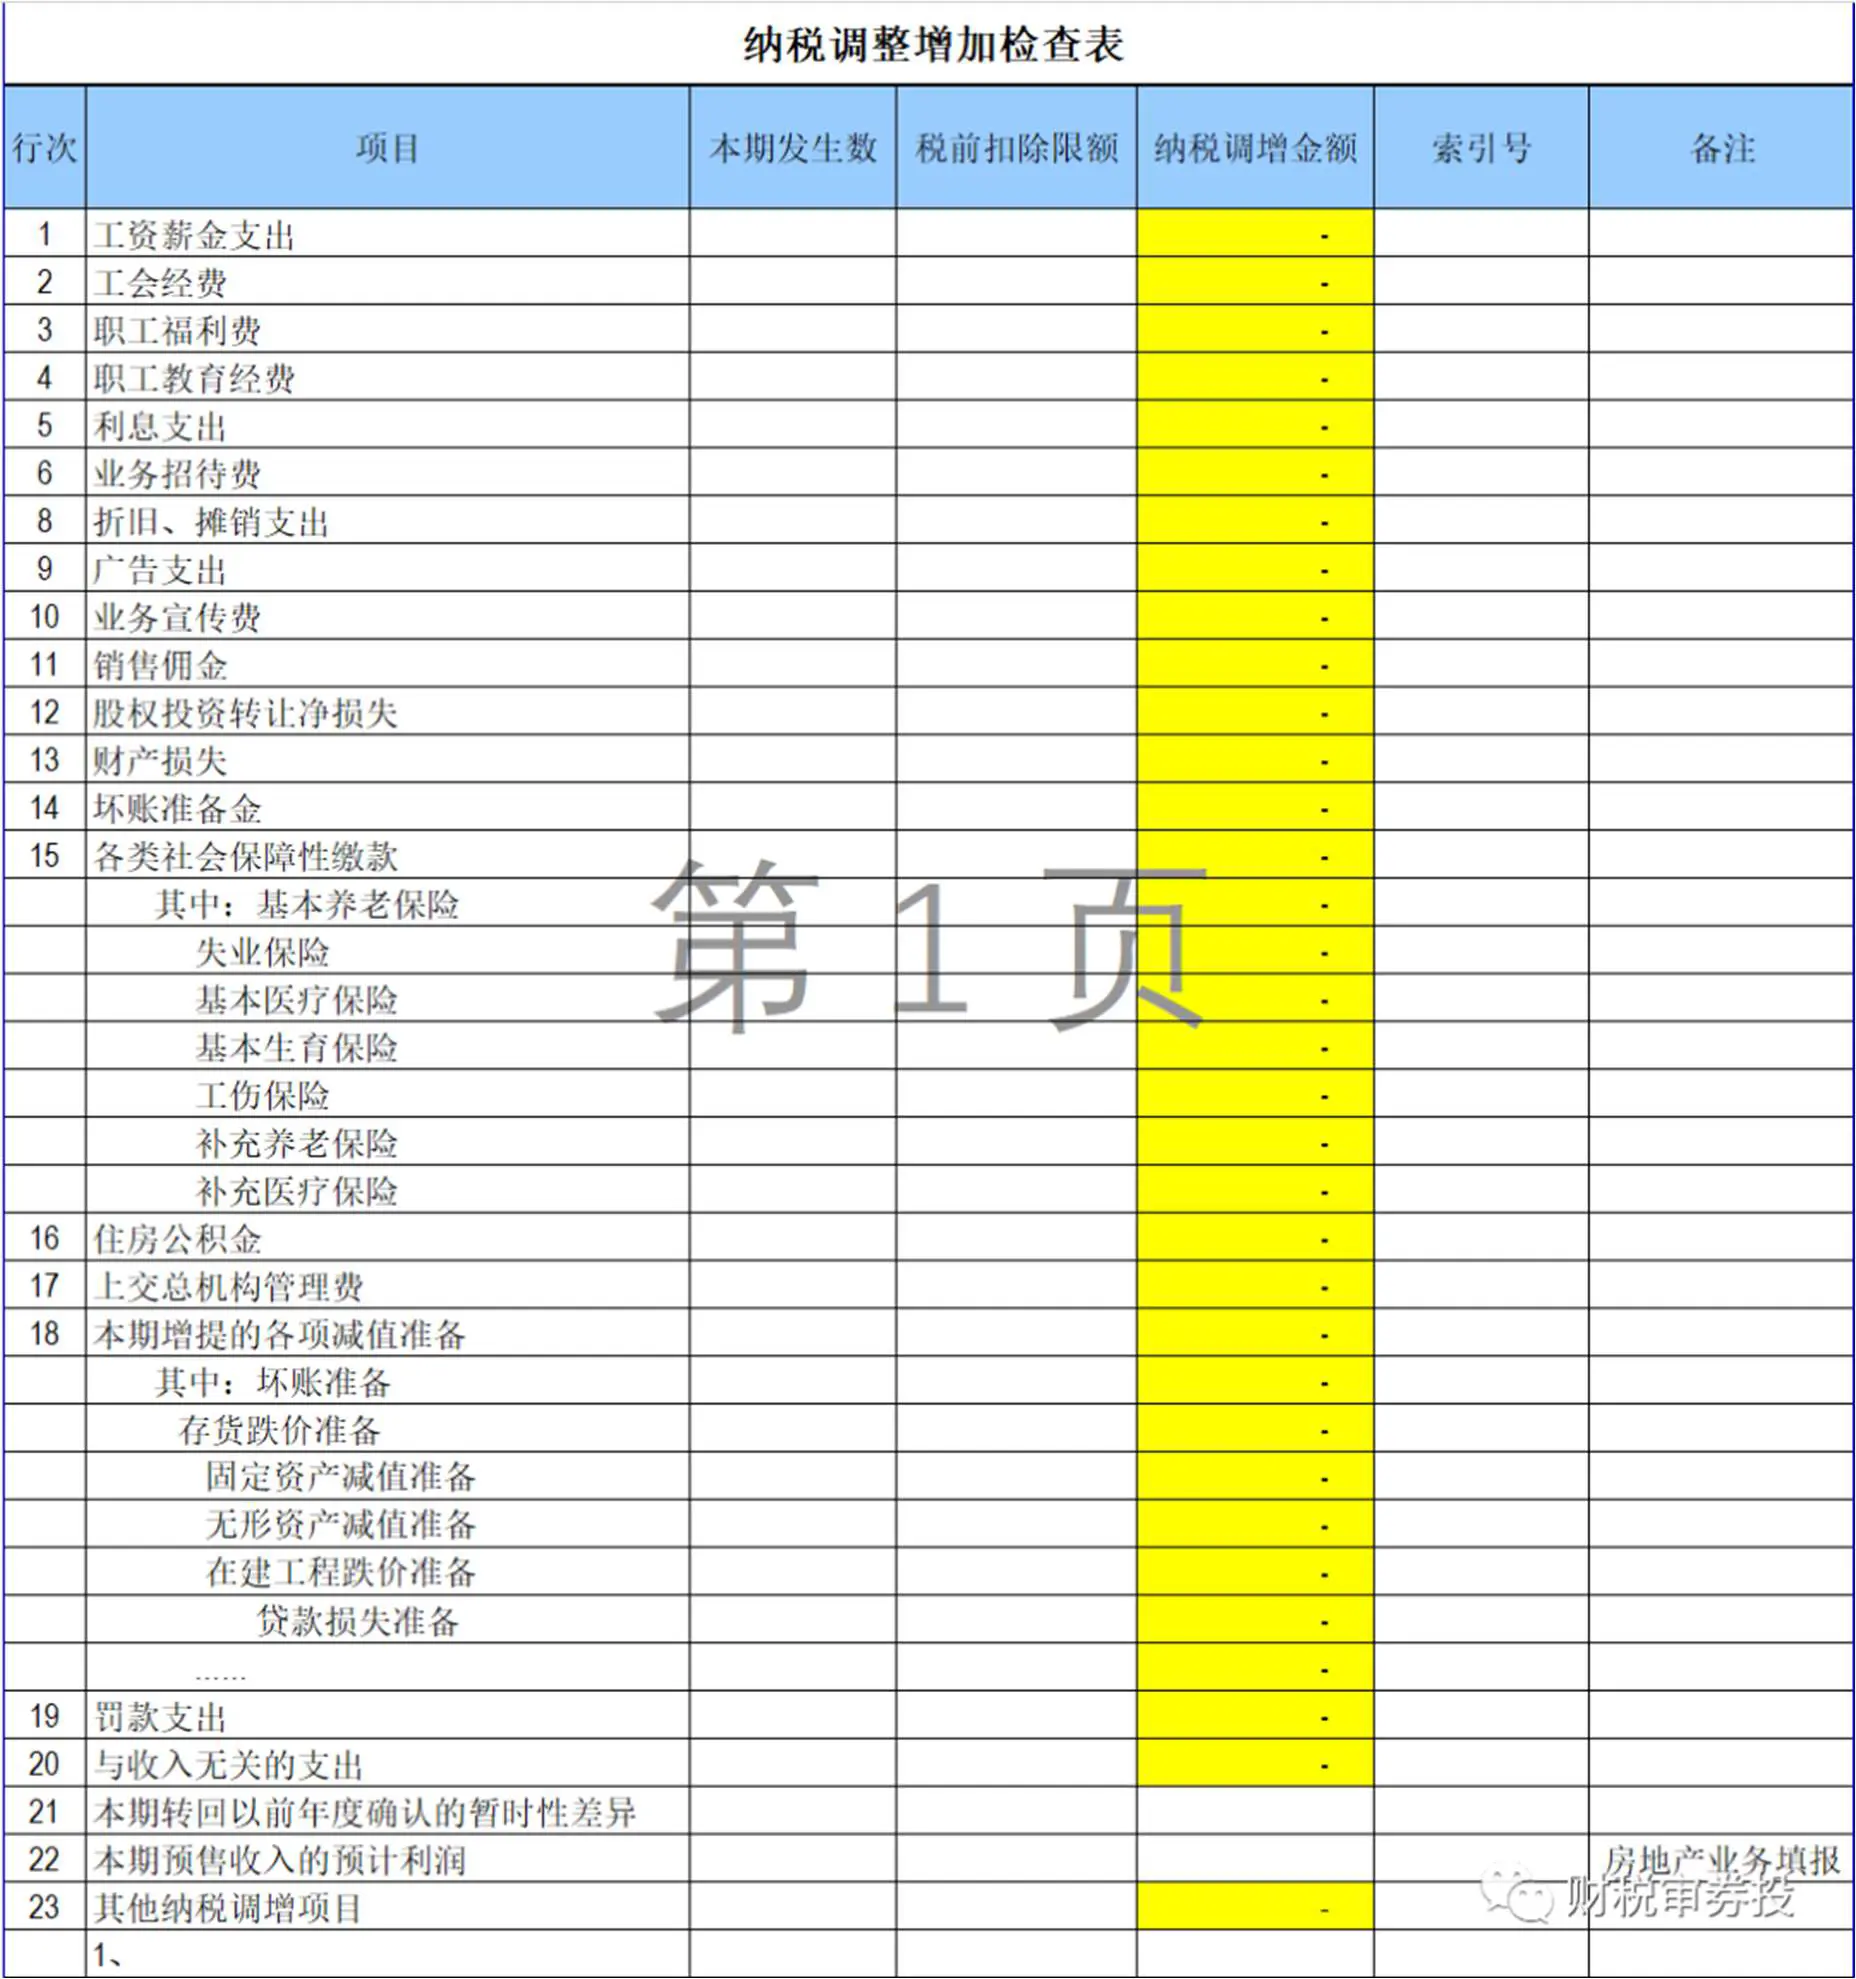 纳税调整增加检查表
行次 项目 本期发生数 税前扣除限额 纳税调增金额 索引号 备注
1 工资薪金支出 -
2 工会经费 -
3 职工福利费 -
4 职工教育经费 -
5 利息支出 -
6 业务招待费 -
8 折旧、摊销支出 -
9 广告支出 -
10 业务宣传费 -
11 销售佣金 -
12 股权投资转让净损失 -
13 财产损失 -
14 坏账准备金 -
15 各类社会保障性缴款 -
其中：基本养老保险 -
失业保险 -
第 1 页
基本医疗保险 -
基本生育保险 -
工伤保险 -
补充养老保险 -
补充医疗保险 -
16 住房公积金 -
17 上交总机构管理费 -
18 本期增提的各项减值准备 -
其中：坏账准备 -
存货跌价准备 -
固定资产减值准备 -
无形资产减值准备 -
在建工程跌价准备 -
贷款损失准备 -
…… -
19 罚款支出 -
20 与收入无关的支出 -
21 本期转回以前年度确认的暂时性差异
22 本期预售收入的预计利润 房地产业务填报
23 其他纳税调增项目 -
财税审券投
1、